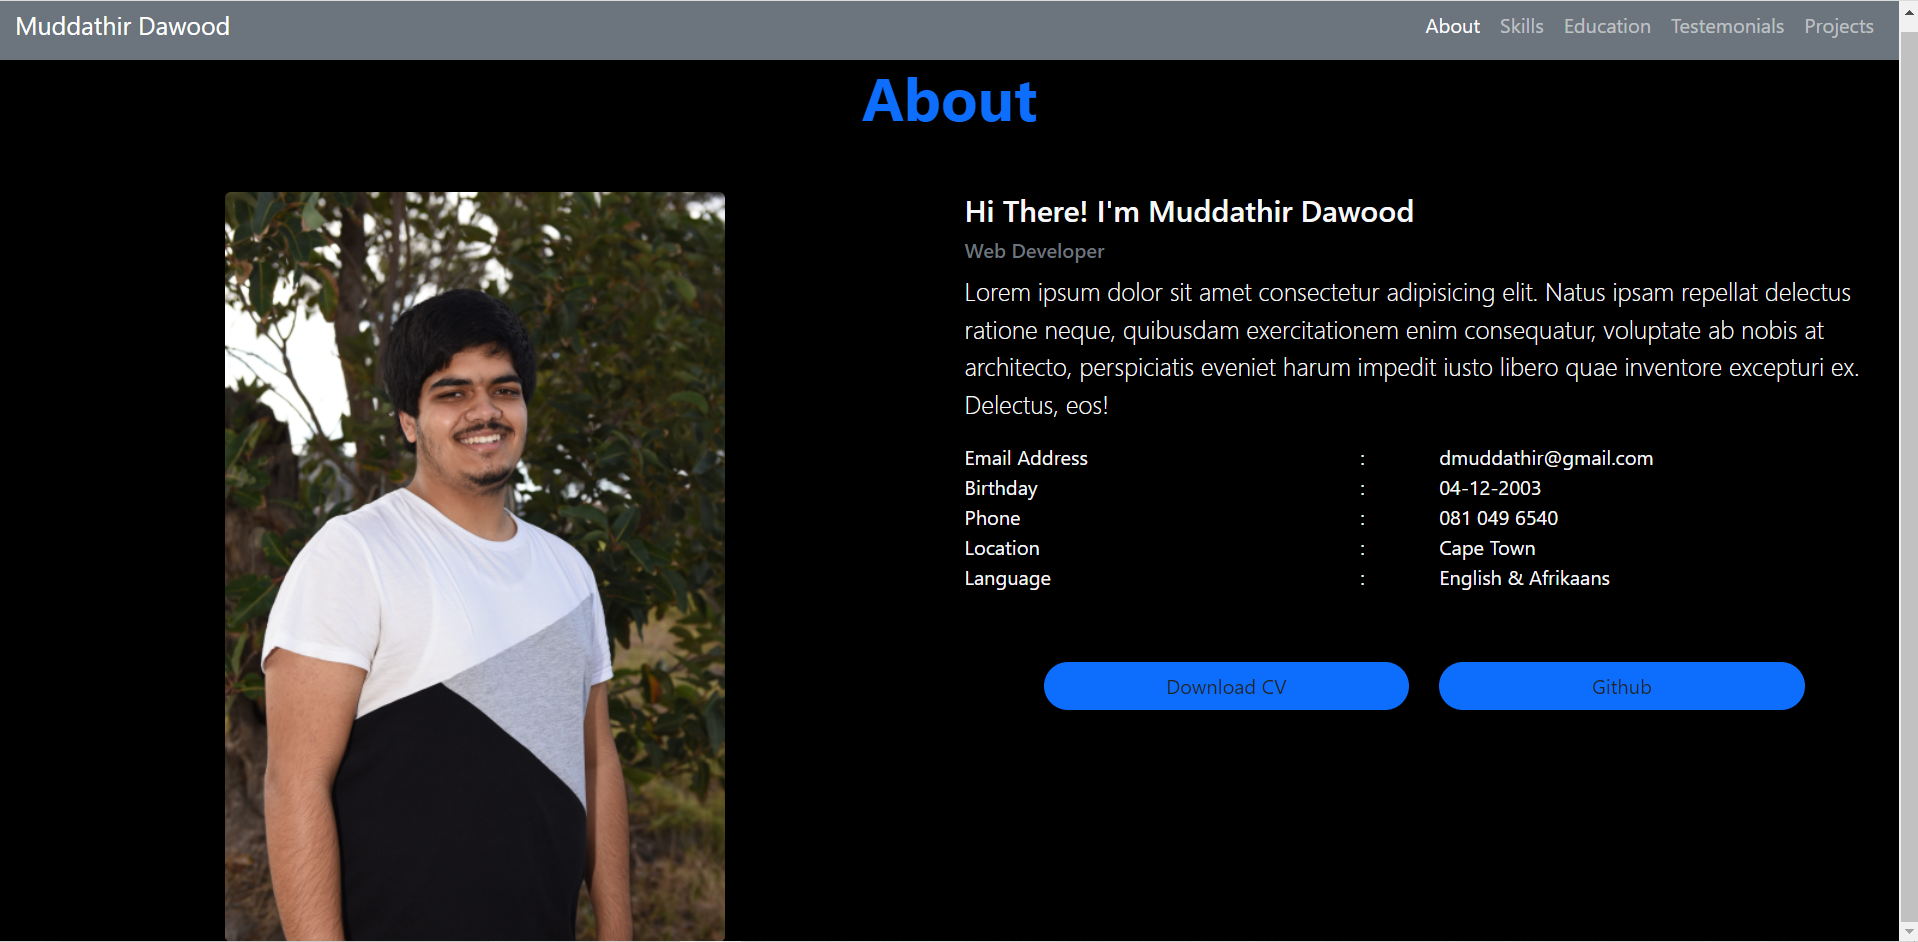 Muddathir Dawood
About Skills Education Testemonials Projects
About
Hi There! I'm Muddathir Dawood
Web Developer
Lorem ipsum dolor sit amet consectetur adipisicing elit. Natus ipsam repellat delectus
ratione neque, quibusdam exercitationem enim consequatur, voluptate ab nobis at
architecto, perspiciatis eveniet harum impedit iusto libero quae inventore excepturi ex.
Delectus, eos!
Email Address : dmuddathir@gmail.com
Birthday : 04-12-2003
Phone : 081 049 6540
Location : Cape Town
Language : English & Afrikaans
Download CV
Github